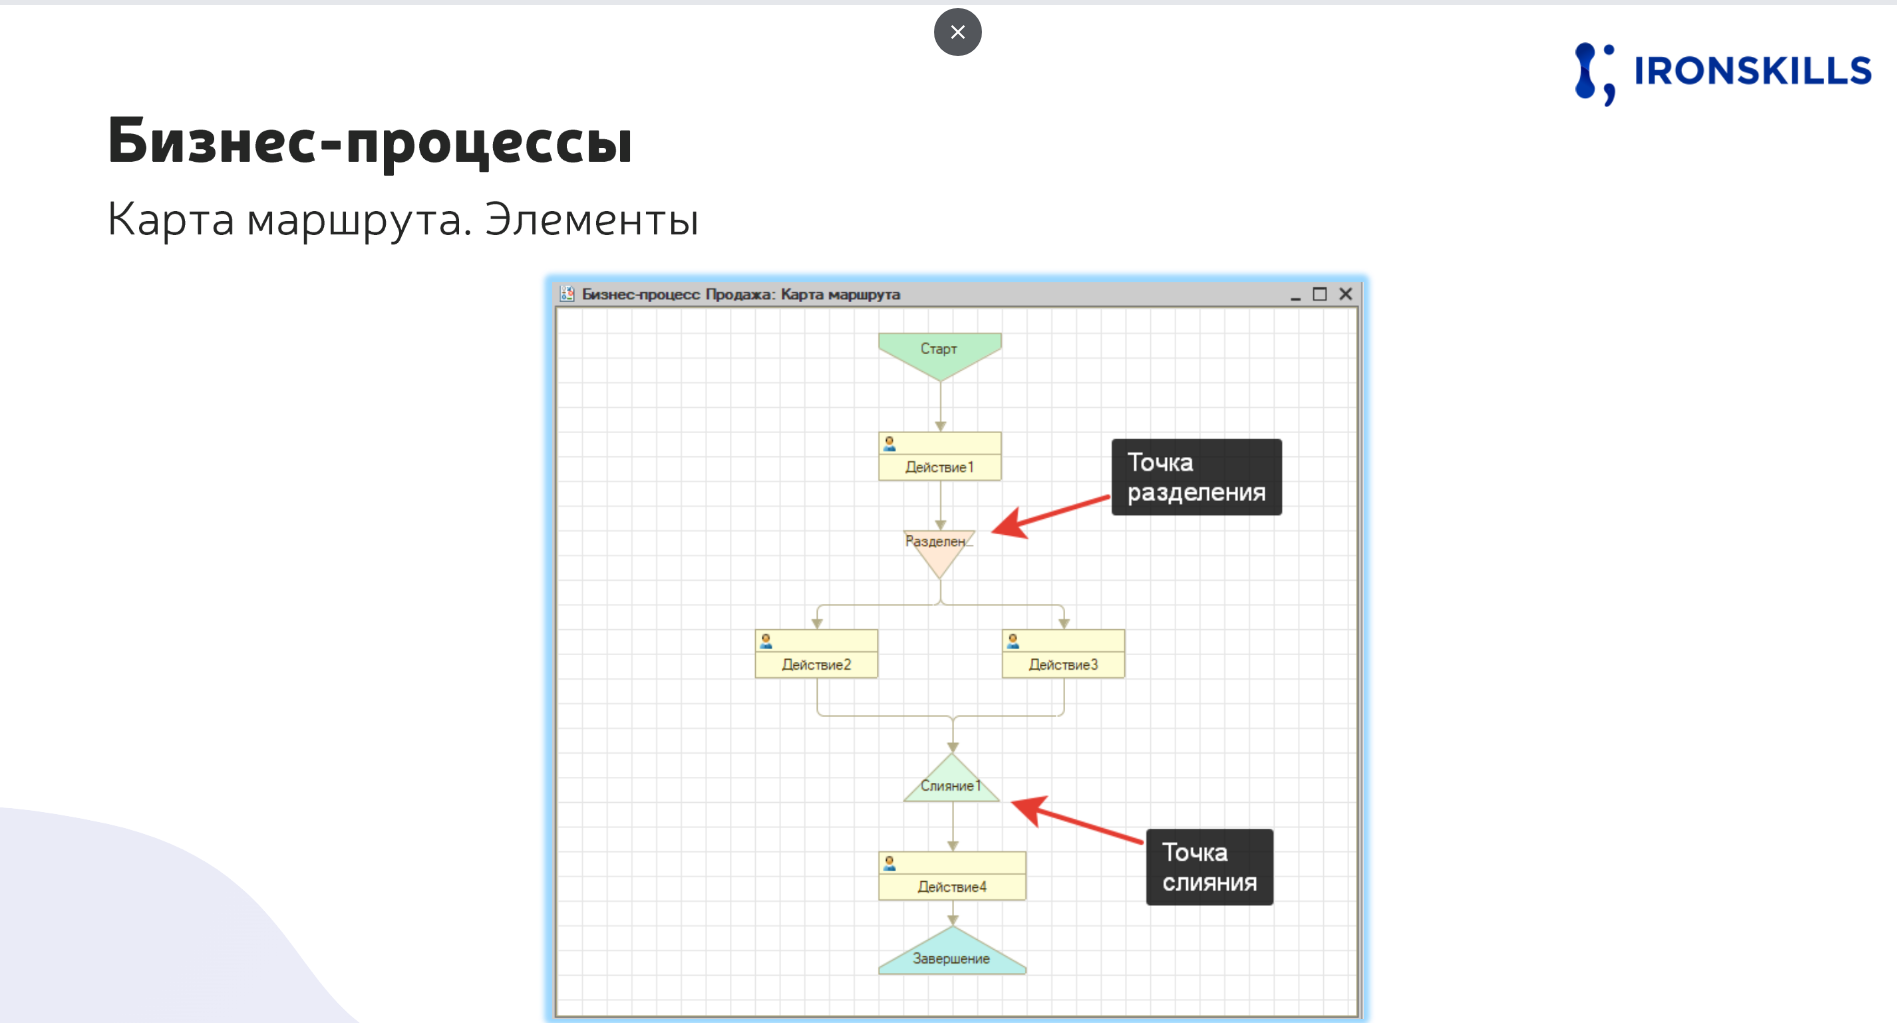 IRONSKILLS
Бизнес-процессы
Карта маршрута. Элементы
Бизнес-процесс Продажа: Карта маршрута
Старт
Действие1
Точка
разделения
Разделен...
Действие2
Действие3
Слияние1
Точка
слияния
Действие4
Завершение